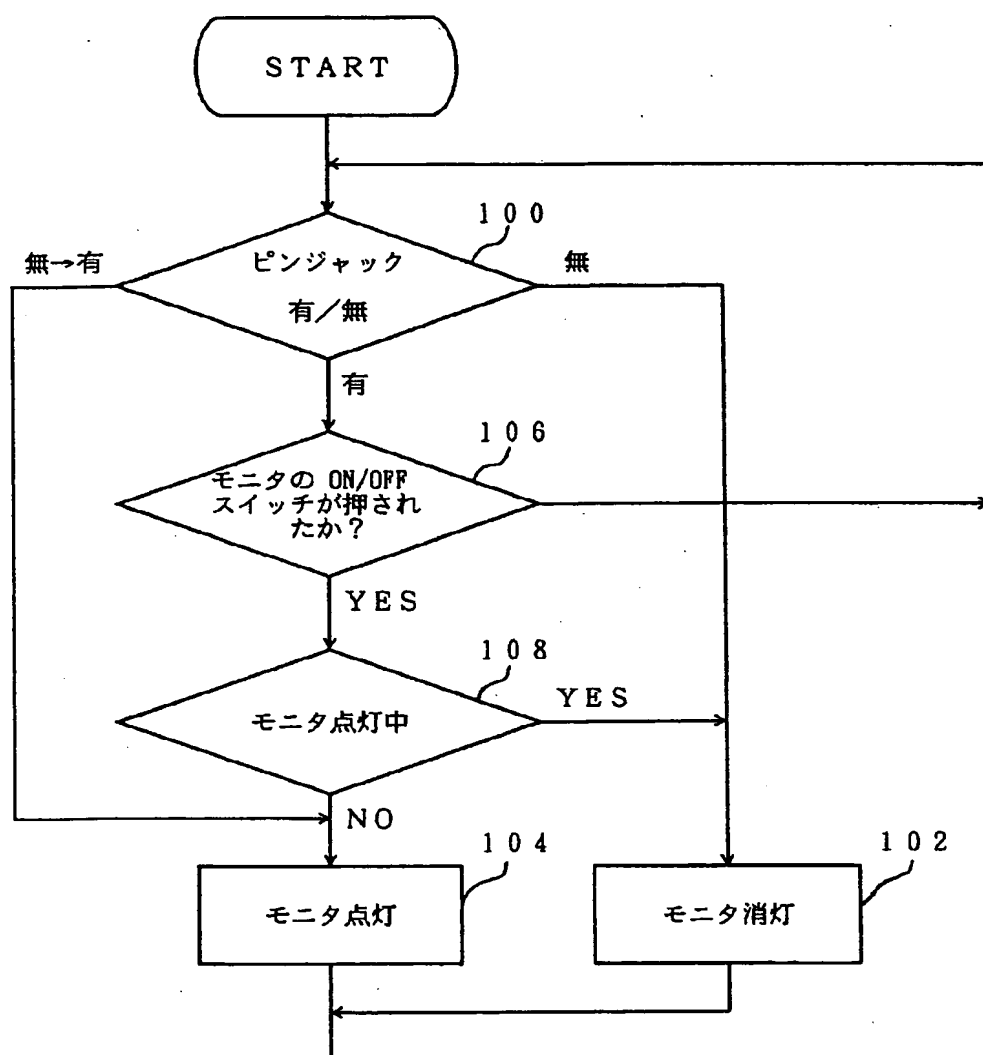 START
100
無→有
ピンジャック
有/無
無
有
106
モニタの ON/OFF
スイッチが押され
たか?
YES
108
モニタ点灯中
YES
NO
104
モニタ点灯
102
モニタ消灯